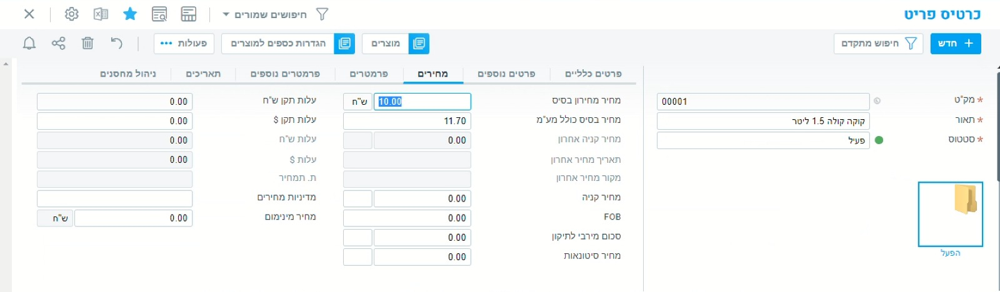 כרטיס פריט
חיפושים שמורים
+ חדש
חיפוש מתקדם
מוצרים
הגדרות כספים למוצרים
פעולות •••
פרטים כלליים
פרטים נוספים
מחירים
פרמטרים
פרמטרים נוספים
תאריכים
ניהול מחסנים
* מק"ט 00001
* תאור קוקה קולה 1.5 ליטר
* סטטוס פעיל
הפעל
מחיר מחירון בסיס 10.00 ש"ח
מחיר בסיס כולל מע"מ 11.70
מחיר קניה אחרון 0.00
תאריך מחיר אחרון
מקור מחיר אחרון
מחיר קניה 0.00
FOB 0.00
סכום מירבי לתיקון 0.00
מחיר סיטונאות 0.00
עלות תקן ש"ח 0.00
עלות תקן $ 0.00
עלות ש"ח 0.00
עלות $ 0.00
ת. תמחיר
מדיניות מחירים
מחיר מינימום 0.00 ש"ח